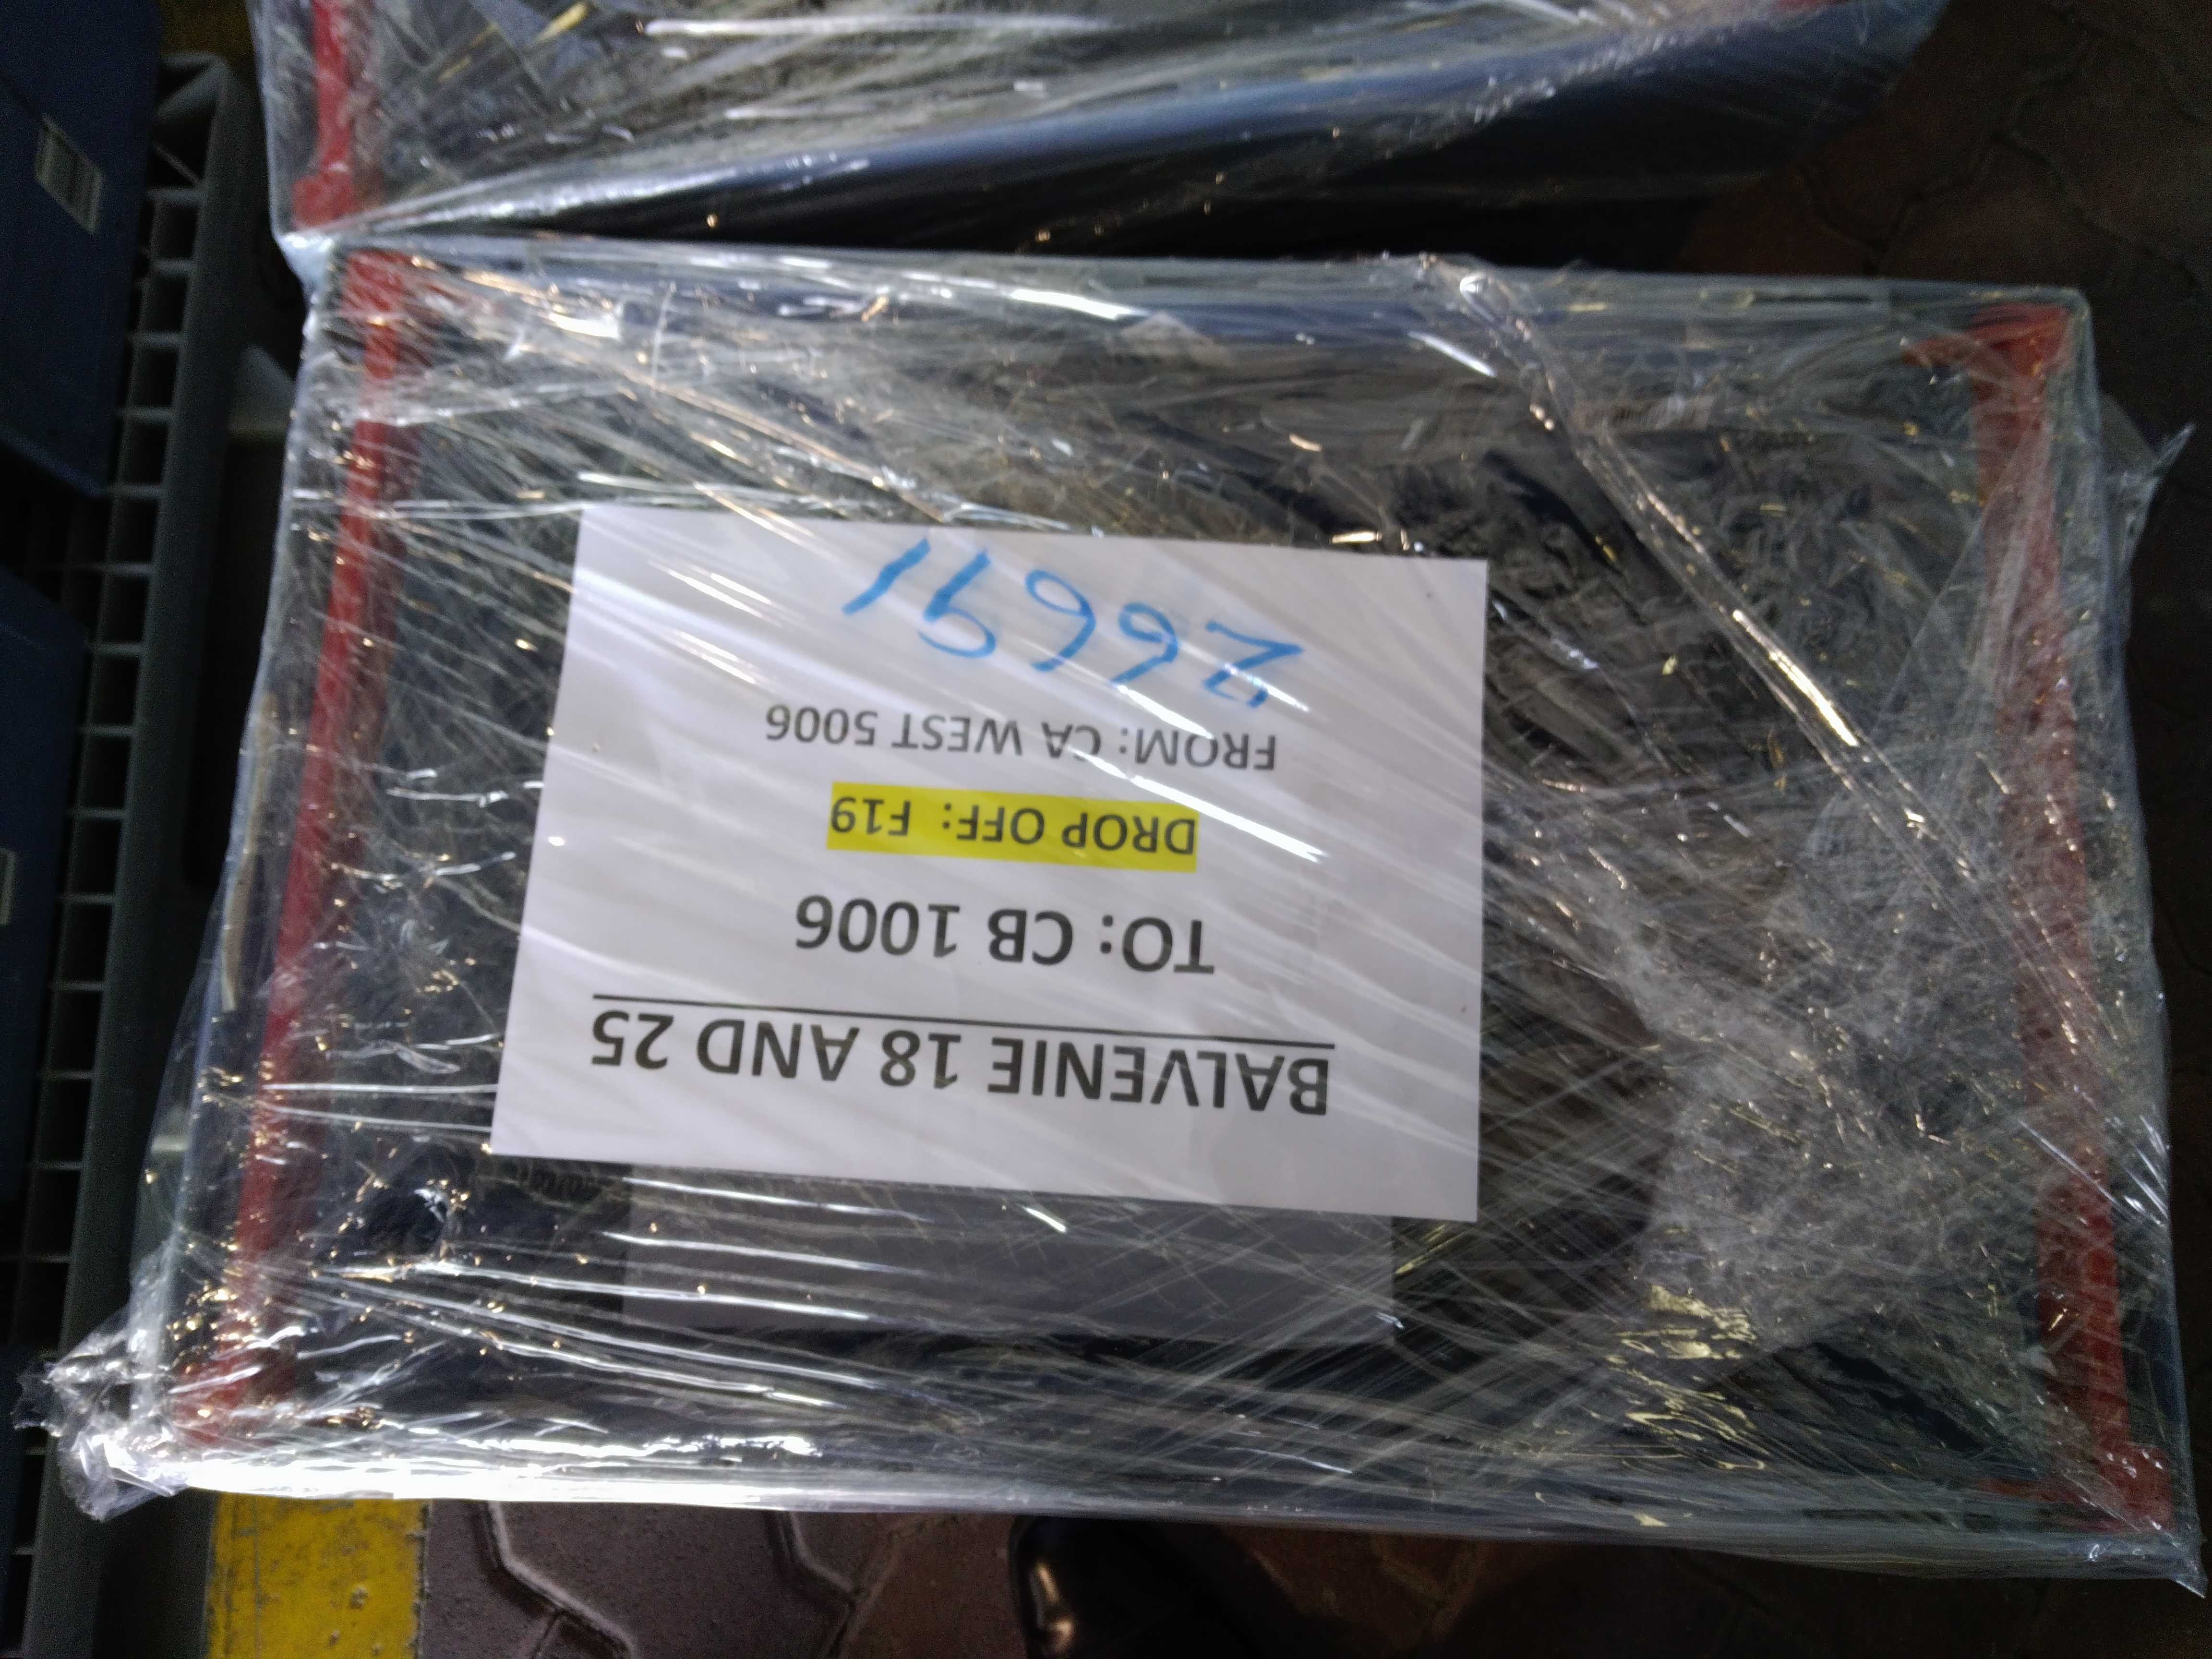 BALVENIE 18 AND 25
TO: CB 1006
DROP OFF: F19
FROM: CA WEST 5006
26691